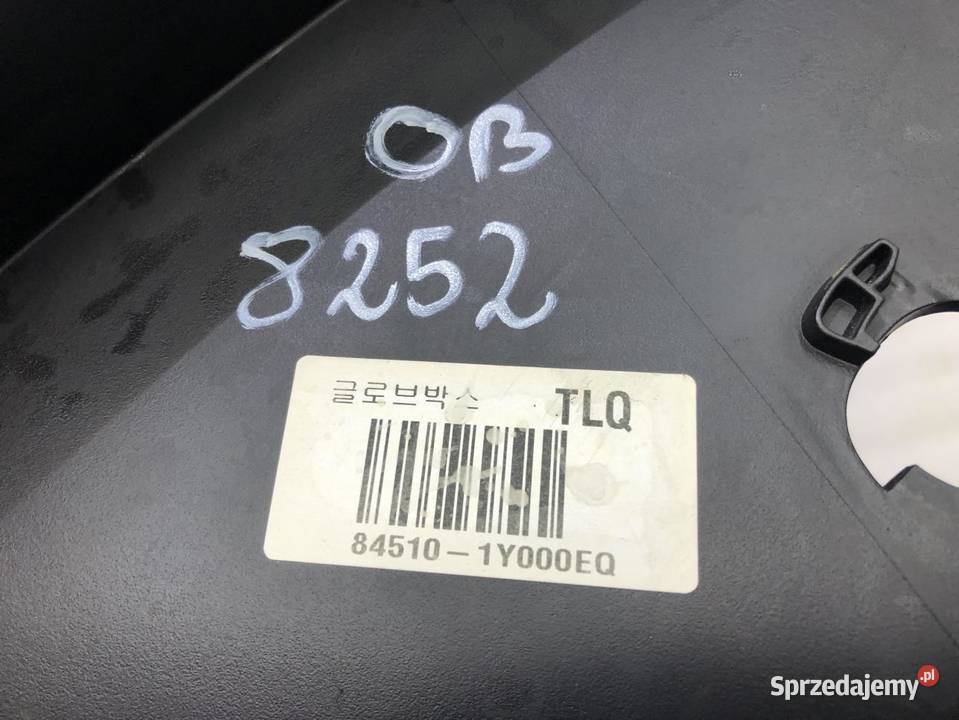 OB
8252
글로브박스 TLQ
84510-1Y000EQ
Sprzedajemy.pl